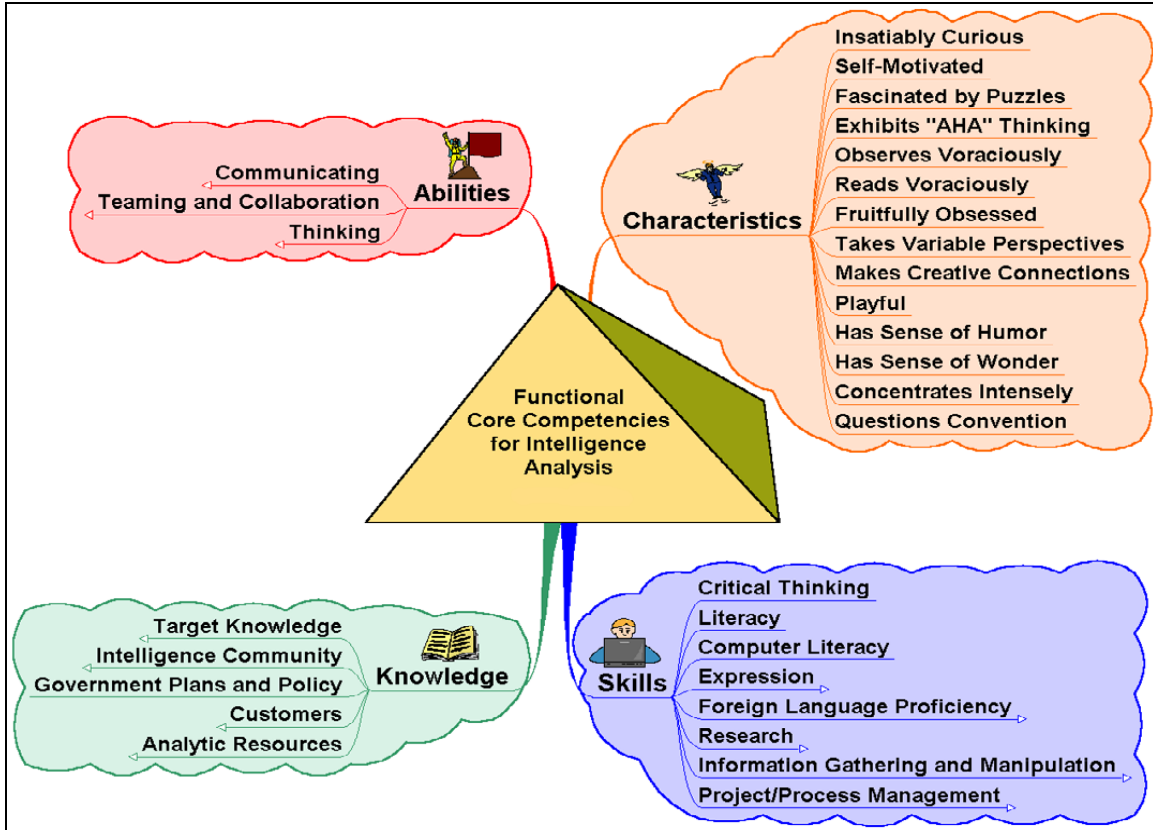 Communicating
Teaming and Collaboration
Thinking
Abilities
Insatiably Curious
Self-Motivated
Fascinated by Puzzles
Exhibits "AHA" Thinking
Observes Voraciously
Reads Voraciously
Fruitfully Obsessed
Takes Variable Perspectives
Makes Creative Connections
Playful
Has Sense of Humor
Has Sense of Wonder
Concentrates Intensely
Questions Convention
Characteristics
Functional
Core Competencies
for Intelligence
Analysis
Target Knowledge
Intelligence Community
Government Plans and Policy
Customers
Analytic Resources
Knowledge
Critical Thinking
Literacy
Computer Literacy
Expression
Foreign Language Proficiency
Research
Information Gathering and Manipulation
Project/Process Management
Skills